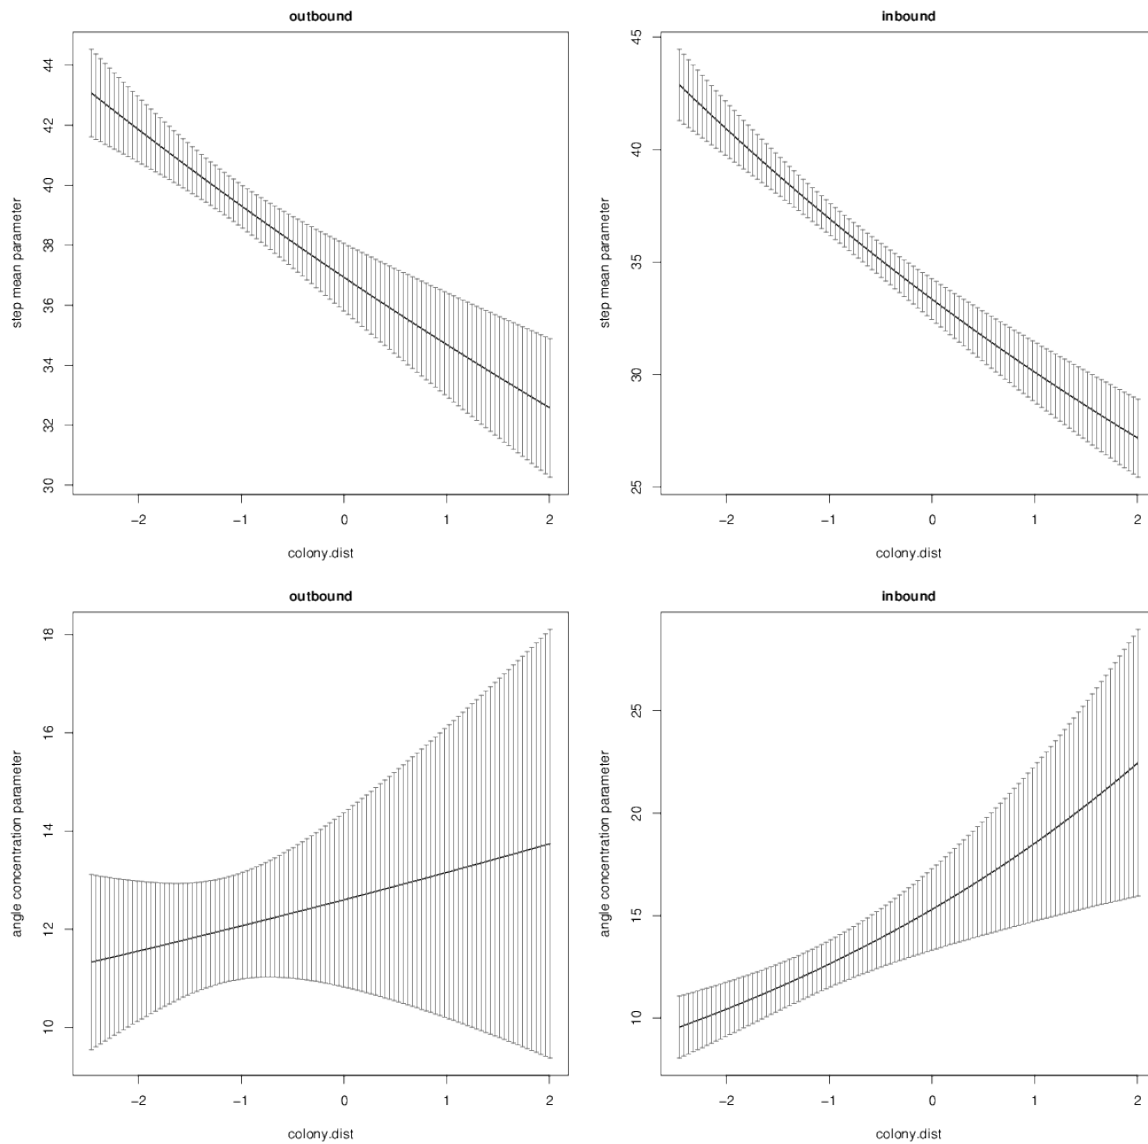 outbound
step mean parameter
44
42
40
38
36
34
32
30
−2 −1 0 1 2
colony.dist
inbound
step mean parameter
45
40
35
30
25
−2 −1 0 1 2
colony.dist
outbound
angle concentration parameter
18
16
14
12
10
−2 −1 0 1 2
colony.dist
inbound
angle concentration parameter
25
20
15
10
−2 −1 0 1 2
colony.dist